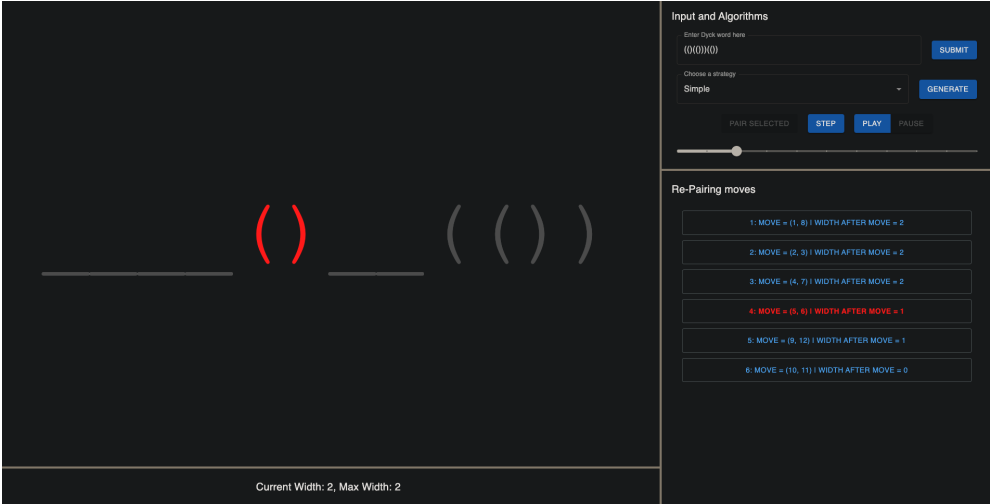 ____()__(())
Current Width: 2, Max Width: 2
Input and Algorithms
Enter Dyck word here
(()(()))(())
SUBMIT
Choose a strategy
Simple
GENERATE
PAIR SELECTED STEP PLAY PAUSE
Re-Pairing moves
1: MOVE = (1, 8) | WIDTH AFTER MOVE = 2
2: MOVE = (2, 3) | WIDTH AFTER MOVE = 2
3: MOVE = (4, 7) | WIDTH AFTER MOVE = 2
4: MOVE = (5, 6) | WIDTH AFTER MOVE = 1
5: MOVE = (9, 12) | WIDTH AFTER MOVE = 1
6: MOVE = (10, 11) | WIDTH AFTER MOVE = 0